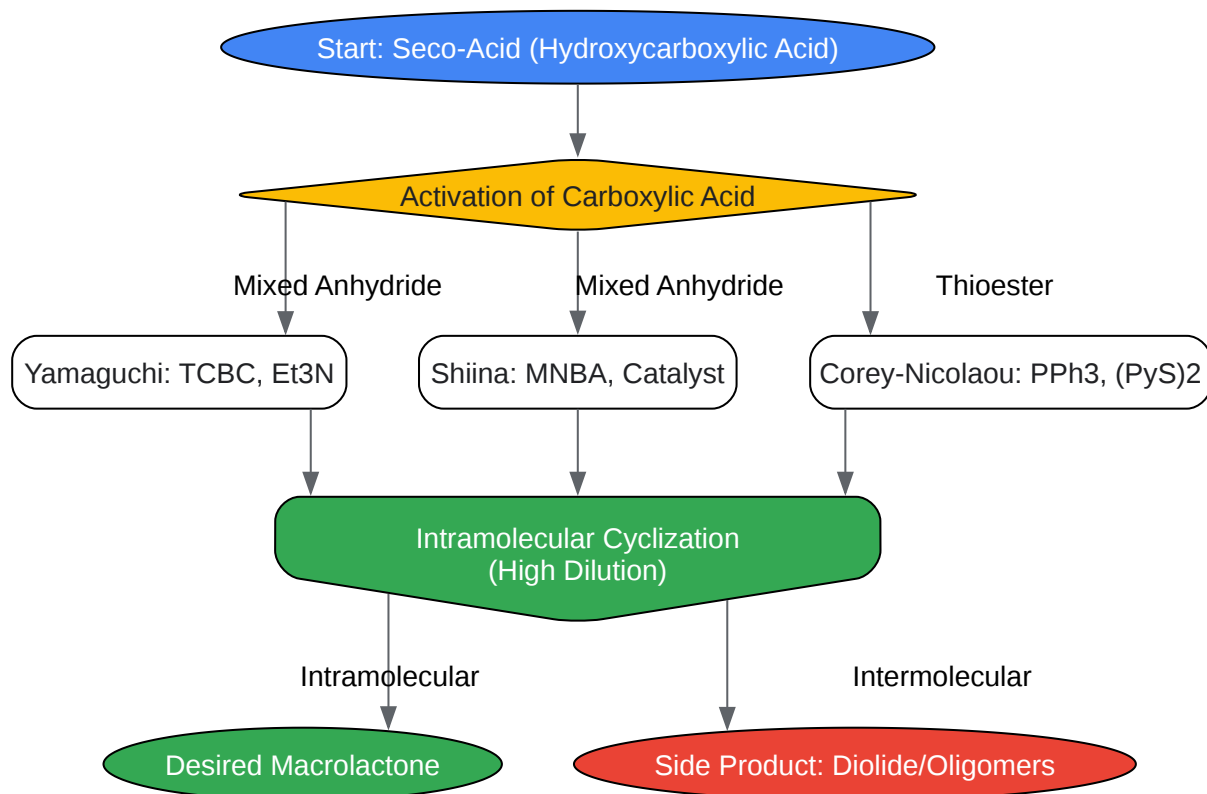 Start: Seco-Acid (Hydroxycarboxylic Acid)
Activation of Carboxylic Acid
Mixed Anhydride
Mixed Anhydride
Thioester
Yamaguchi: TCBC, Et3N
Shiina: MNBA, Catalyst
Corey-Nicolaou: PPh3, (PyS)2
Intramolecular Cyclization
(High Dilution)
Intramolecular
Intermolecular
Desired Macrolactone
Side Product: Diolide/Oligomers